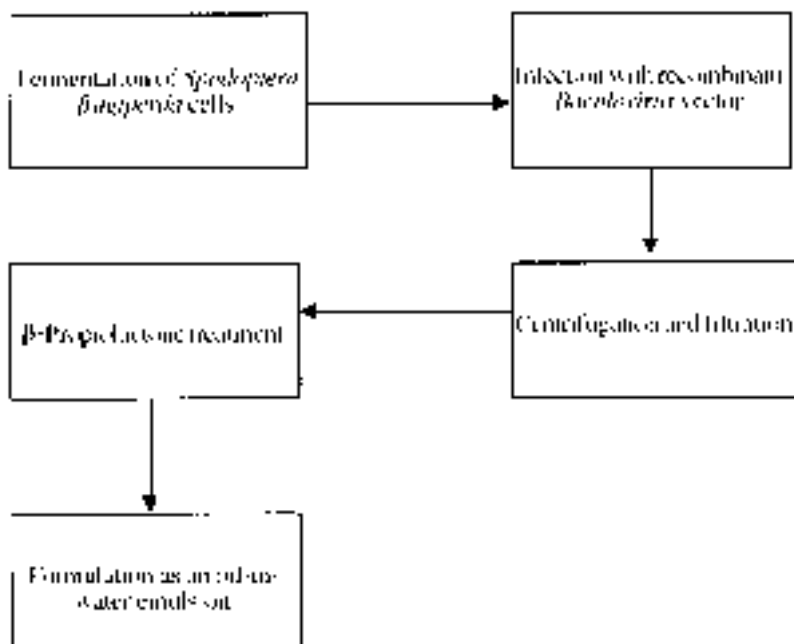 Fermentation of Spodoptera
frugiperda cells
Infection with recombinant
Baculovirus vector
Centrifugation and filtration
β-Propiolactone treatment
Formulation as an oil-in-
water emulsion